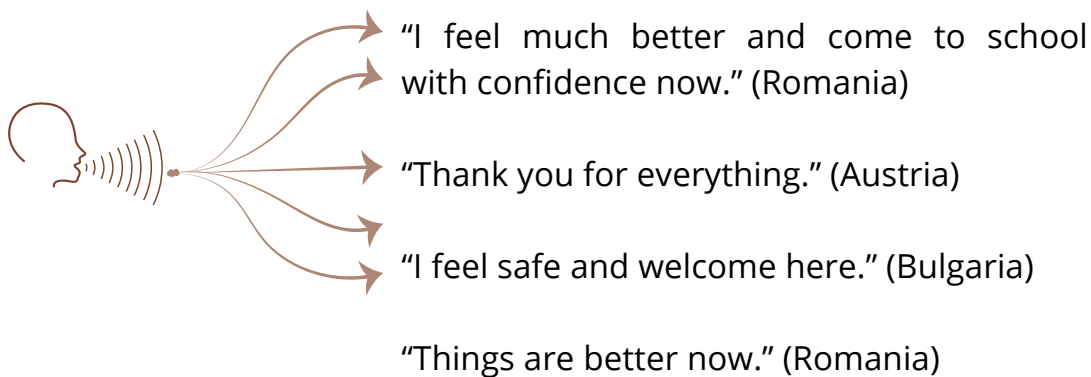 “I feel much better and come to school
with confidence now.” (Romania)
“Thank you for everything.” (Austria)
“I feel safe and welcome here.” (Bulgaria)
“Things are better now.” (Romania)